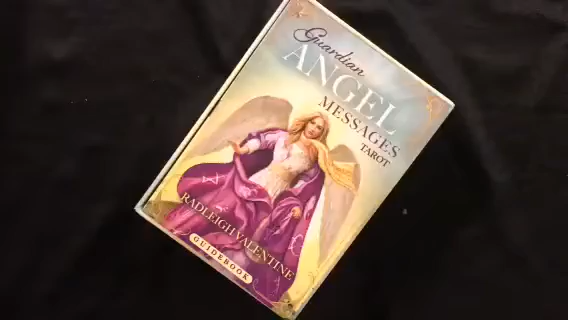 Guardian
ANGEL
MESSAGES
TAROT
RADLEIGH VALENTINE
GUIDEBOOK